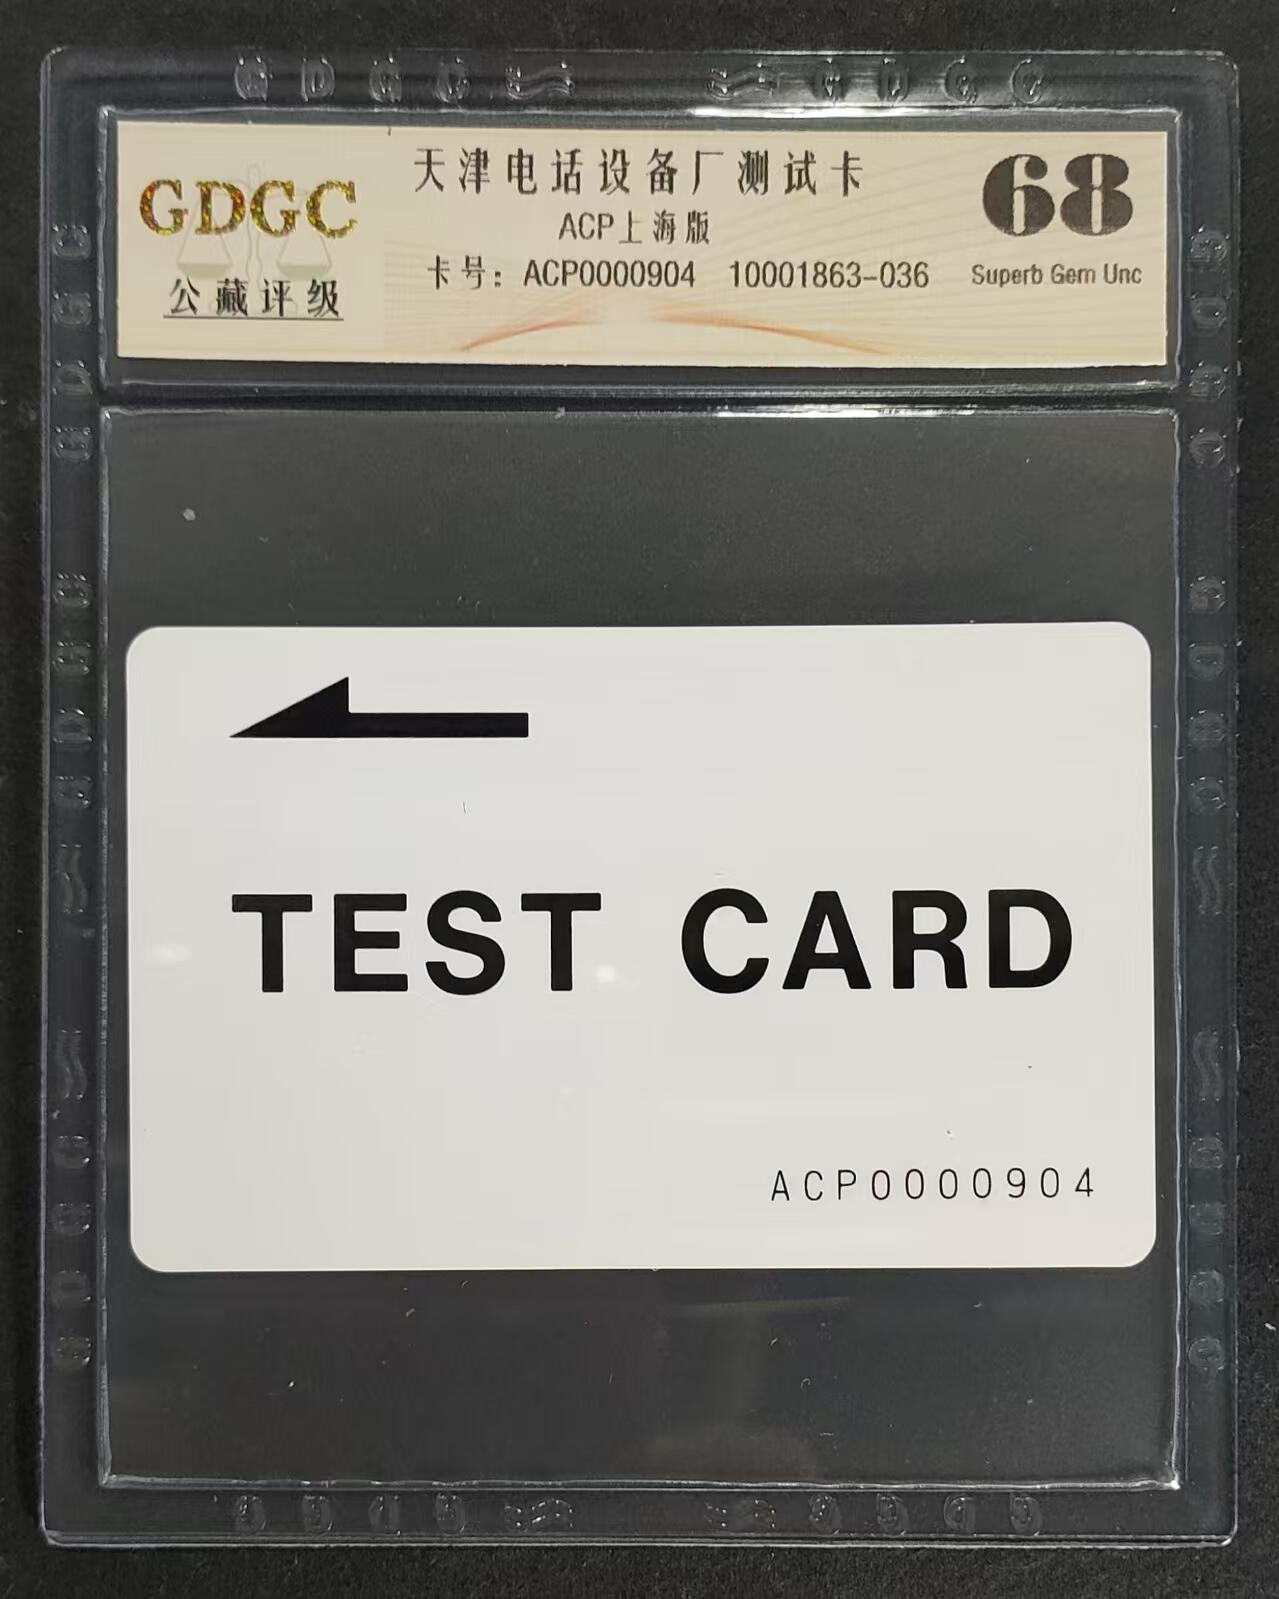 GDGC
公藏评级
天津电话设备厂测试卡
ACP上海版
卡号：ACP0000904 10001863-036
68
Superb Gem Unc
TEST CARD
ACP0000904